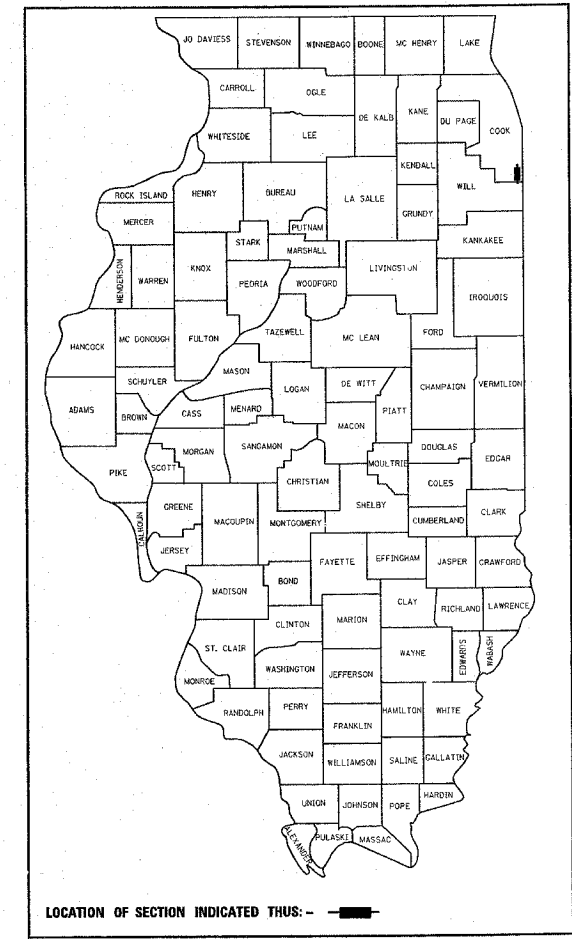 JO DAVIESS STEVENSON WINNEBAGO BOONE MC HENRY LAKE
CARROLL OGLE DE KALB KANE DU PAGE COOK
WHITESIDE LEE KENDALL WILL
ROCK ISLAND HENRY BUREAU LA SALLE GRUNDY
MERCER PUTNAM KANKAKEE
HENDERSON WARREN KNOX STARK MARSHALL LIVINGSTON
PEORIA WOODFORD IROQUOIS
HANCOCK MC DONOUGH FULTON TAZEWELL MC LEAN FORD
SCHUYLER MASON LOGAN DE WITT CHAMPAIGN VERMILION
ADAMS BROWN CASS MENARD PIATT
MACON
MORGAN SANGAMON DOUGLAS EDGAR
PIKE SCOTT CHRISTIAN MOULTRIE COLES
CALHOUN GREENE MACOUPIN MONTGOMERY SHELBY CUMBERLAND CLARK
JERSEY FAYETTE EFFINGHAM JASPER CRAWFORD
MADISON BOND CLAY RICHLAND LAWRENCE
CLINTON MARION
ST. CLAIR WAYNE EDWARDS WABASH
MONROE WASHINGTON JEFFERSON
RANDOLPH PERRY HAMILTON WHITE
FRANKLIN
JACKSON WILLIAMSON SALINE GALLATIN
UNION JOHNSON POPE HARDIN
ALEXANDER PULASKI MASSAC
LOCATION OF SECTION INDICATED THUS: -